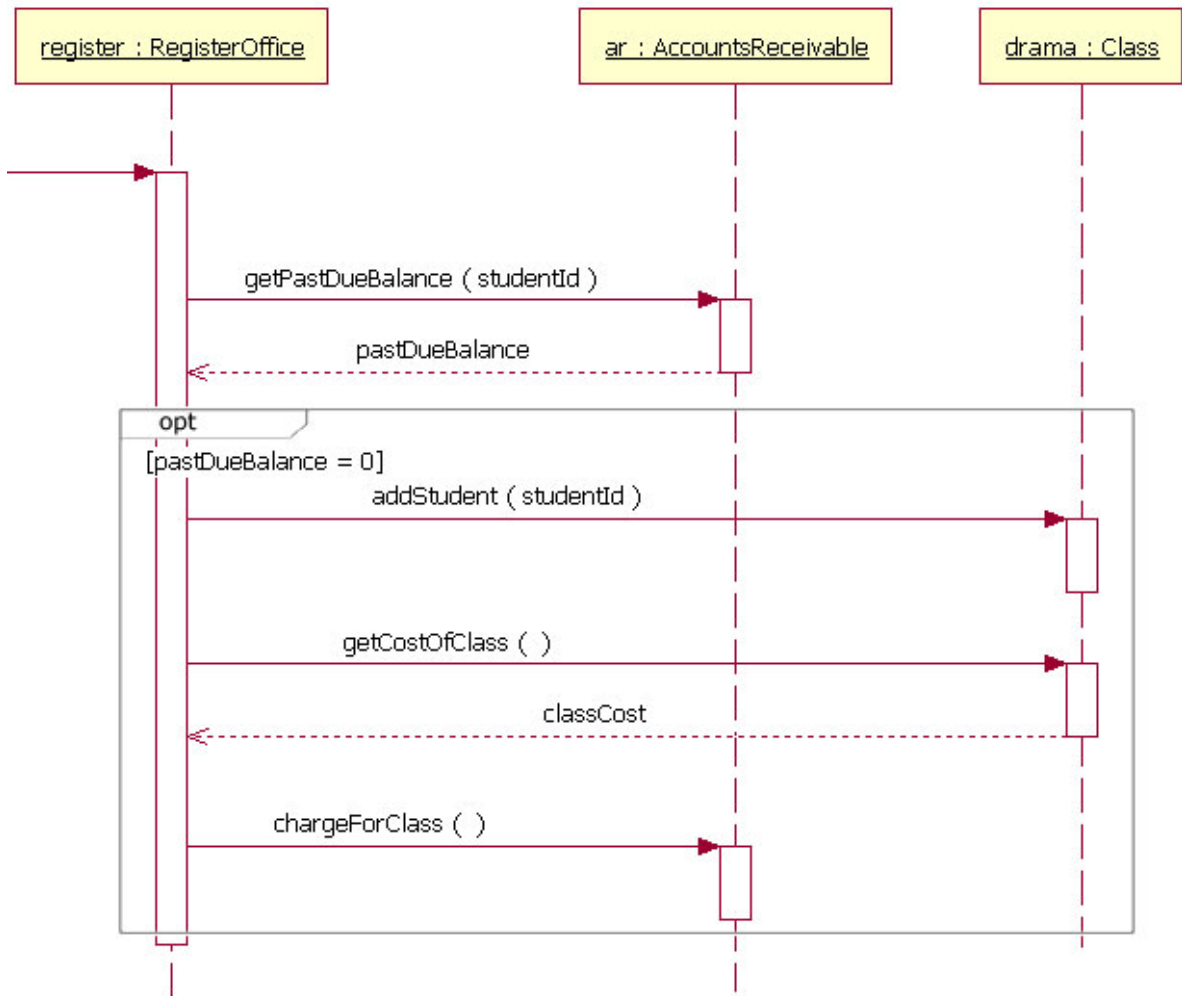 register : RegisterOffice
ar : AccountsReceivable
drama : Class
getPastDueBalance ( studentId )
pastDueBalance
opt
[pastDueBalance = 0]
addStudent ( studentId )
getCostOfClass ( )
classCost
chargeForClass ( )